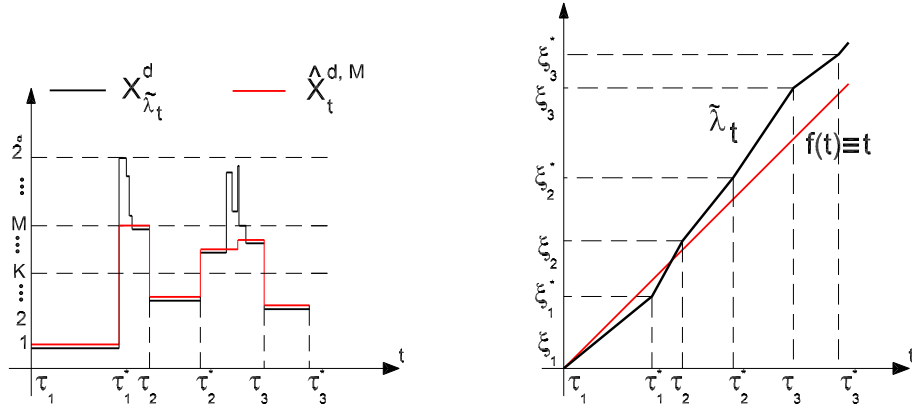 X^d_{λ̃_t}
X̂^{d, M}_t
2^d
...
M
...
K
...
2
1
τ_1 τ^*_1 τ_2 τ^*_2 τ_3 τ^*_3 t
ξ^*_3
ξ_3
ξ^*_2
ξ_2
ξ^*_1
ξ_1
λ̃_t
f(t)≡t
τ_1 τ^*_1 τ_2 τ^*_2 τ_3 τ^*_3 t